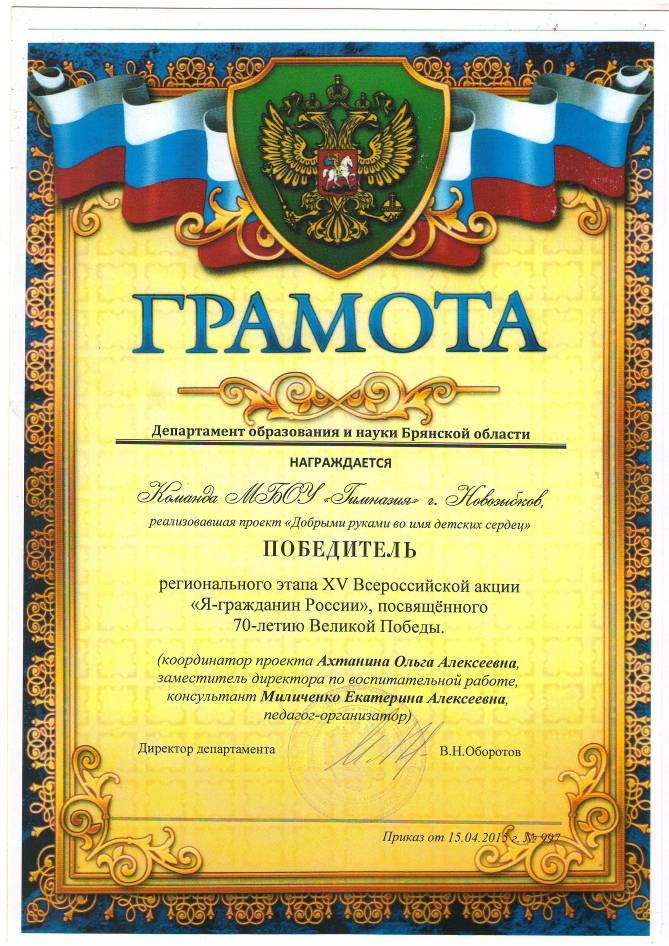 ГРАМОТА
Департамент образования и науки Брянской области
НАГРАЖДАЕТСЯ
Команда МБОУ «Гимназия» г. Новозыбков,
реализовавшая проект «Добрыми руками во имя детских сердец»
ПОБЕДИТЕЛЬ
регионального этапа XV Всероссийской акции
«Я-гражданин России», посвящённого
70-летию Великой Победы.
(координатор проекта Ахтанина Ольга Алексеевна,
заместитель директора по воспитательной работе,
консультант Миличенко Екатерина Алексеевна,
педагог-организатор)
Директор департамента В.Н.Оборотов
Приказ от 15.04.2015 г. № 997